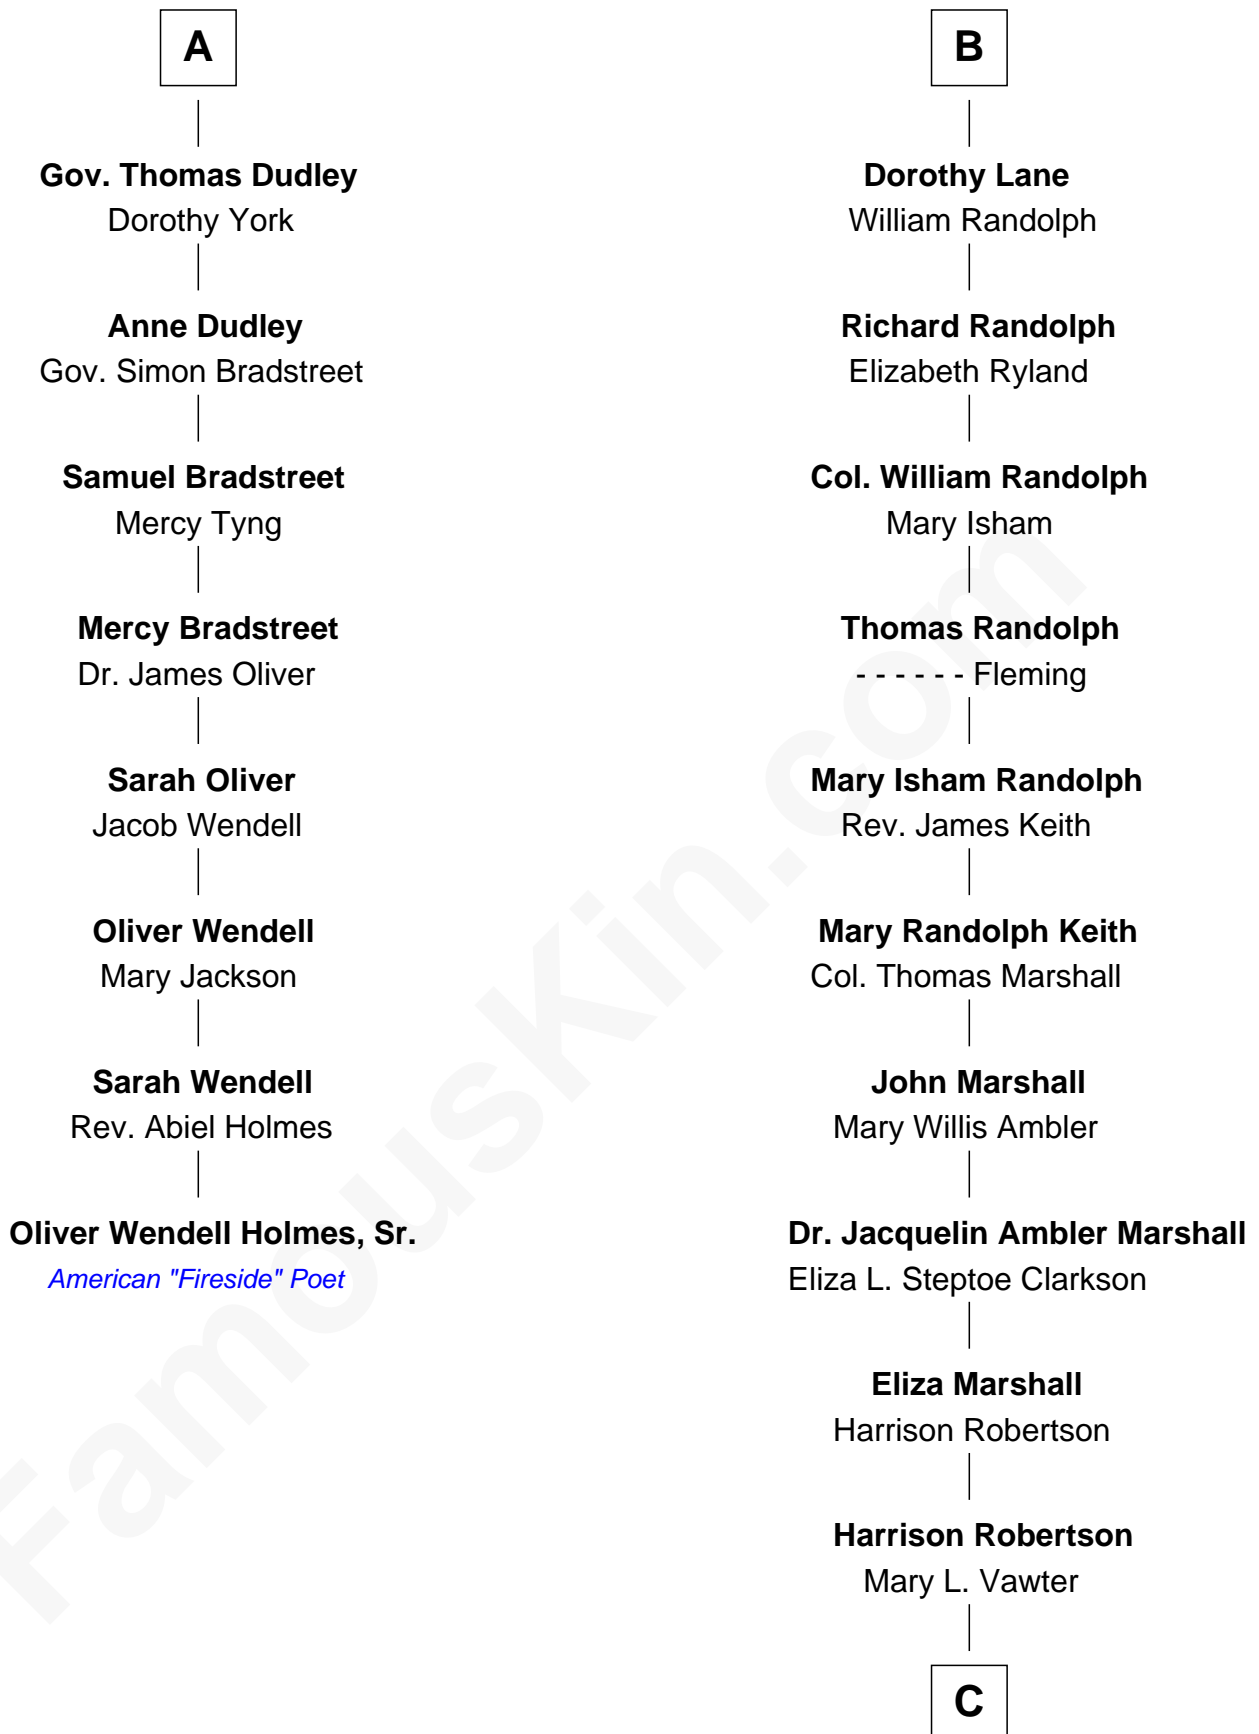 A
Gov. Thomas Dudley
Dorothy York
Anne Dudley
Gov. Simon Bradstreet
Samuel Bradstreet
Mercy Tyng
Mercy Bradstreet
Dr. James Oliver
Sarah Oliver
Jacob Wendell
Oliver Wendell
Mary Jackson
Sarah Wendell
Rev. Abiel Holmes
Oliver Wendell Holmes, Sr.
American "Fireside" Poet
B
Dorothy Lane
William Randolph
Richard Randolph
Elizabeth Ryland
Col. William Randolph
Mary Isham
Thomas Randolph
- - - - - - Fleming
Mary Isham Randolph
Rev. James Keith
Mary Randolph Keith
Col. Thomas Marshall
John Marshall
Mary Willis Ambler
Dr. Jacquelin Ambler Marshall
Eliza L. Steptoe Clarkson
Eliza Marshall
Harrison Robertson
Harrison Robertson
Mary L. Vawter
C
FamousKin.com